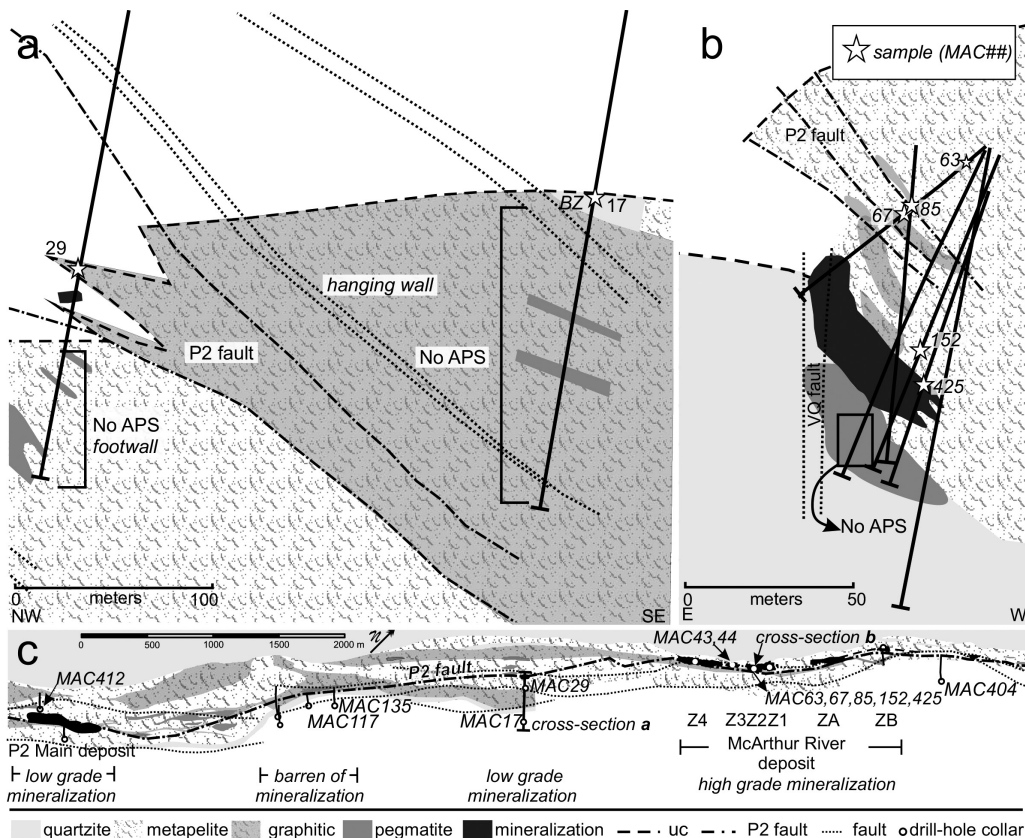 a
29
BZ
17
hanging wall
P2 fault
No APS
No APS
footwall
0 meters 100
NW
SE
b
sample (MAC##)
P2 fault
63
67
85
152
425
VQ fault
No APS
0 meters 50
E
W
c
0 500 1000 1500 2000 m
N
MAC412
P2 fault
MAC43,44
cross-section b
MAC135
MAC117
MAC29
MAC17
cross-section a
MAC63,67,85,152,425
MAC404
P2 Main deposit
Z4 Z3 Z2 Z1 ZA ZB
McArthur River
deposit
low grade
mineralization
barren of
mineralization
low grade
mineralization
high grade mineralization
quartzite metapelite graphitic pegmatite mineralization uc P2 fault fault drill-hole collar